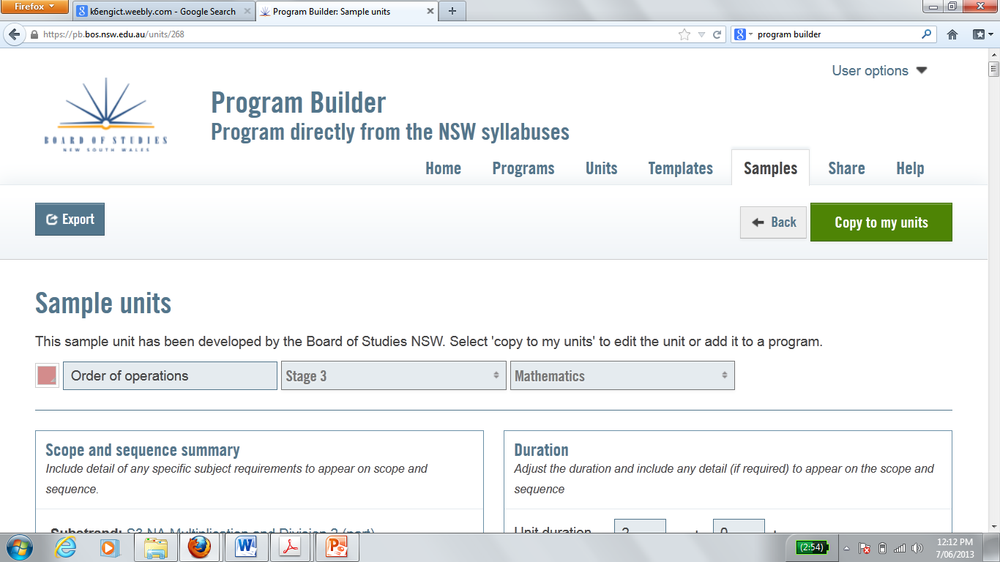 Firefox
k6engict.weebly.com - Google Search
Program Builder: Sample units
https://pb.bos.nsw.edu.au/units/268
program builder
User options
BOARD OF STUDIES
NEW SOUTH WALES
Program Builder
Program directly from the NSW syllabuses
Home Programs Units Templates Samples Share Help
Export
Back
Copy to my units
Sample units
This sample unit has been developed by the Board of Studies NSW. Select 'copy to my units' to edit the unit or add it to a program.
Order of operations
Stage 3
Mathematics
Scope and sequence summary
Include detail of any specific subject requirements to appear on scope and
sequence.
Substrand: S3 NA Multiplication and Division 2 (part)
Duration
Adjust the duration and include any detail (if required) to appear on the scope and
sequence
Unit duration
(2:54)
12:12 PM
7/06/2013